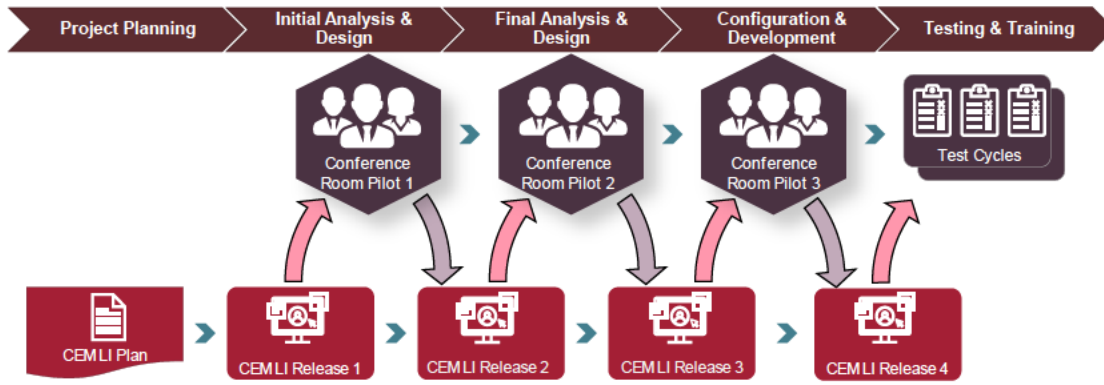 Project Planning
Initial Analysis &
Design
Final Analysis &
Design
Configuration &
Development
Testing & Training
Conference
Room Pilot 1
Conference
Room Pilot 2
Conference
Room Pilot 3
Test Cycles
CEMLI Plan
CEMLI Release 1
CEMLI Release 2
CEMLI Release 3
CEMLI Release 4